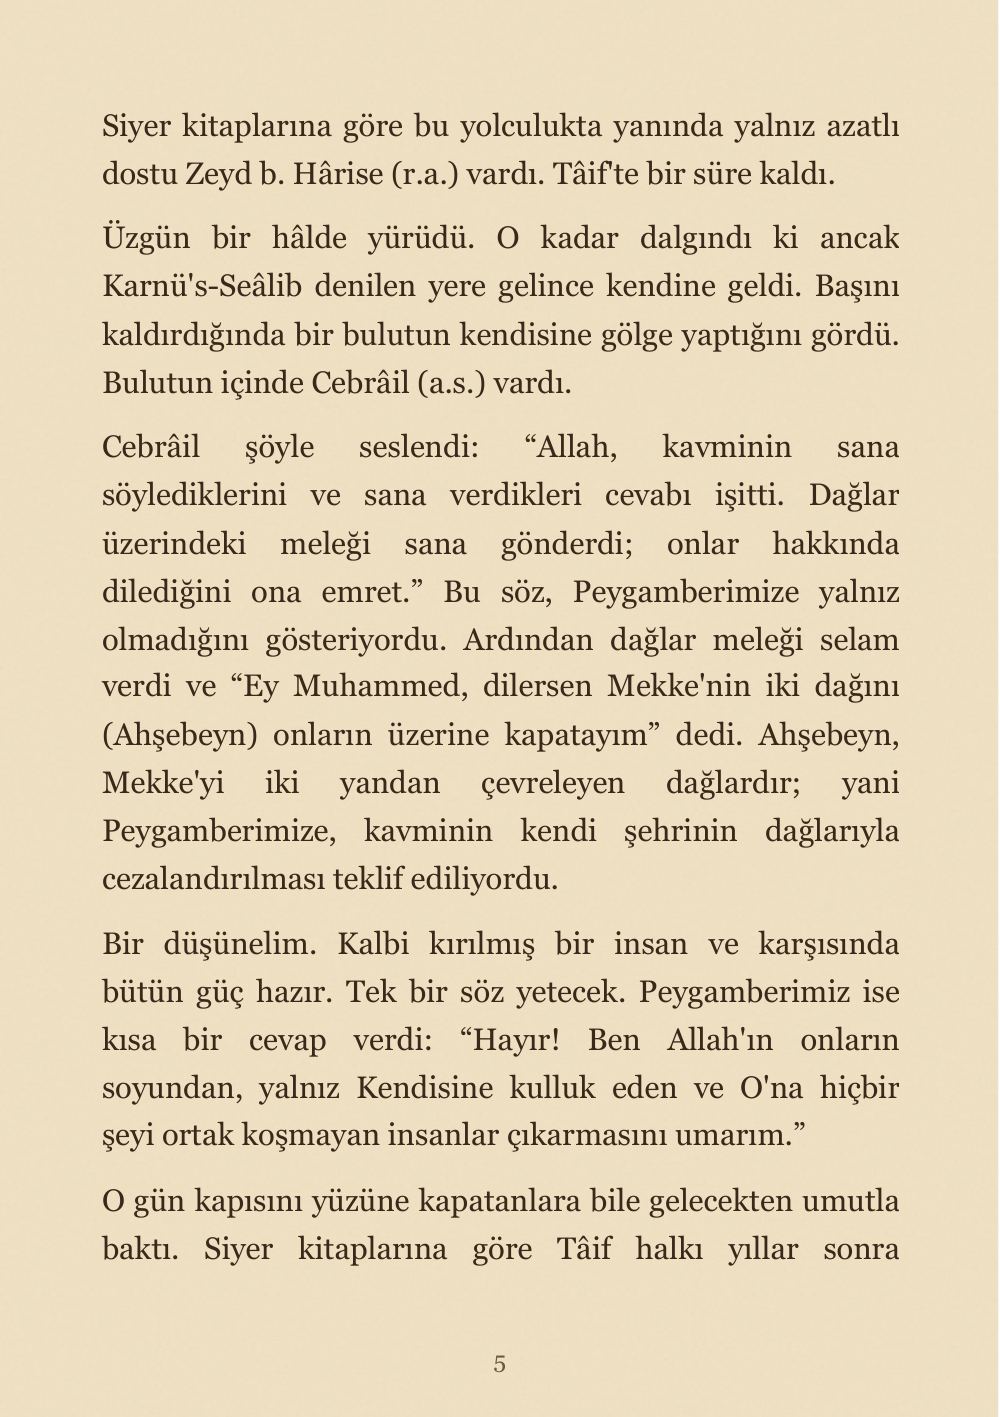 Siyer kitaplarına göre bu yolculukta yanında yalnız azatlı
dostu Zeyd b. Hârise (r.a.) vardı. Tâif'te bir süre kaldı.
Üzgün bir hâlde yürüdü. O kadar dalgındı ki ancak
Karnü's-Seâlib denilen yere gelince kendine geldi. Başını
kaldırdığında bir bulutun kendisine gölge yaptığını gördü.
Bulutun içinde Cebrâil (a.s.) vardı.
Cebrâil şöyle seslendi: “Allah, kavminin sana
söylediklerini ve sana verdikleri cevabı işitti. Dağlar
üzerindeki meleği sana gönderdi; onlar hakkında
dilediğini ona emret.” Bu söz, Peygamberimize yalnız
olmadığını gösteriyordu. Ardından dağlar meleği selam
verdi ve “Ey Muhammed, dilersen Mekke'nin iki dağını
(Ahşebeyn) onların üzerine kapatayım” dedi. Ahşebeyn,
Mekke'yi iki yandan çevreleyen dağlardır; yani
Peygamberimize, kavminin kendi şehrinin dağlarıyla
cezalandırılması teklif ediliyordu.
Bir düşünelim. Kalbi kırılmış bir insan ve karşısında
bütün güç hazır. Tek bir söz yetecek. Peygamberimiz ise
kısa bir cevap verdi: “Hayır! Ben Allah'ın onların
soyundan, yalnız Kendisine kulluk eden ve O'na hiçbir
şeyi ortak koşmayan insanlar çıkarmasını umarım.”
O gün kapısını yüzüne kapatanlara bile gelecekten umutla
baktı. Siyer kitaplarına göre Tâif halkı yıllar sonra
5